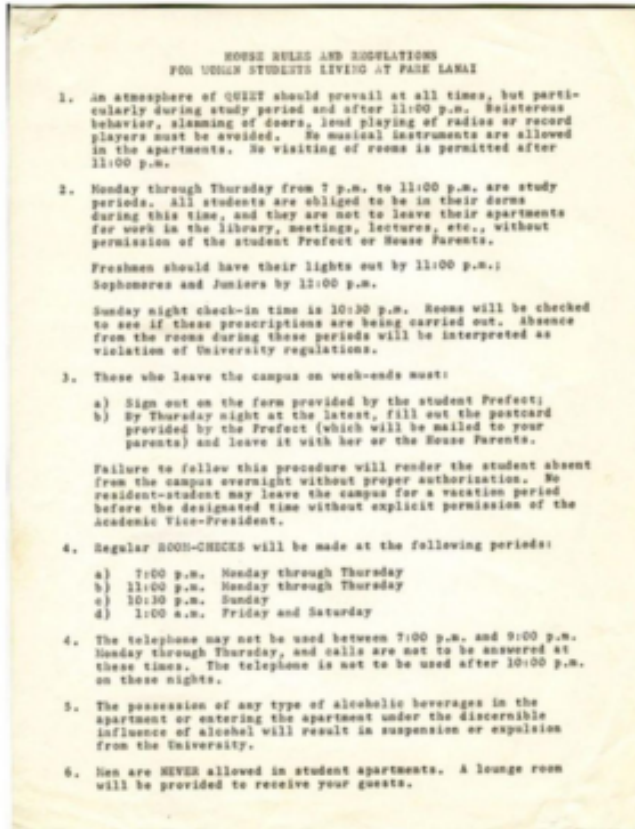 HOUSE RULES AND REGULATIONS
FOR WOMEN STUDENTS LIVING AT PARK LANAI
1. An atmosphere of QUIET should prevail at all times, but parti-
cularly during study period and after 11:00 p.m. Boisterous
behavior, slamming of doors, loud playing of radios or record
players must be avoided. No musical instruments are allowed
in the apartments. No visiting of rooms is permitted after
11:00 p.m.
2. Monday through Thursday from 7 p.m. to 11:00 p.m. are study
periods. All students are obliged to be in their dorms
during this time, and they are not to leave their apartments
for work in the library, meetings, lectures, etc., without
permission of the student Prefect or House Parents.
Freshmen should have their lights out by 11:00 p.m.;
Sophomores and Juniors by 12:00 p.m.
Sunday night check-in time is 10:30 p.m. Rooms will be checked
to see if these prescriptions are being carried out. Absence
from the rooms during these periods will be interpreted as
violation of University regulations.
3. Those who leave the campus on week-ends must:
a) Sign out on the form provided by the student Prefect;
b) By Thursday night at the latest, fill out the postcard
provided by the Prefect (which will be mailed to your
parents) and leave it with her or the House Parents.
Failure to follow this procedure will render the student absent
from the campus overnight without proper authorization. No
resident-student may leave the campus for a vacation period
before the designated time without explicit permission of the
Academic Vice-President.
4. Regular ROOM-CHECKS will be made at the following periods:
a) 7:00 p.m. Monday through Thursday
b) 11:00 p.m. Monday through Thursday
c) 10:30 p.m. Sunday
d) 1:00 a.m. Friday and Saturday
4. The telephone may not be used between 7:00 p.m. and 9:00 p.m.
Monday through Thursday, and calls are not to be answered at
these times. The telephone is not to be used after 10:00 p.m.
on these nights.
5. The possession of any type of alcoholic beverages in the
apartment or entering the apartment under the discernible
influence of alcohol will result in suspension or expulsion
from the University.
6. Men are NEVER allowed in student apartments. A lounge room
will be provided to receive your guests.